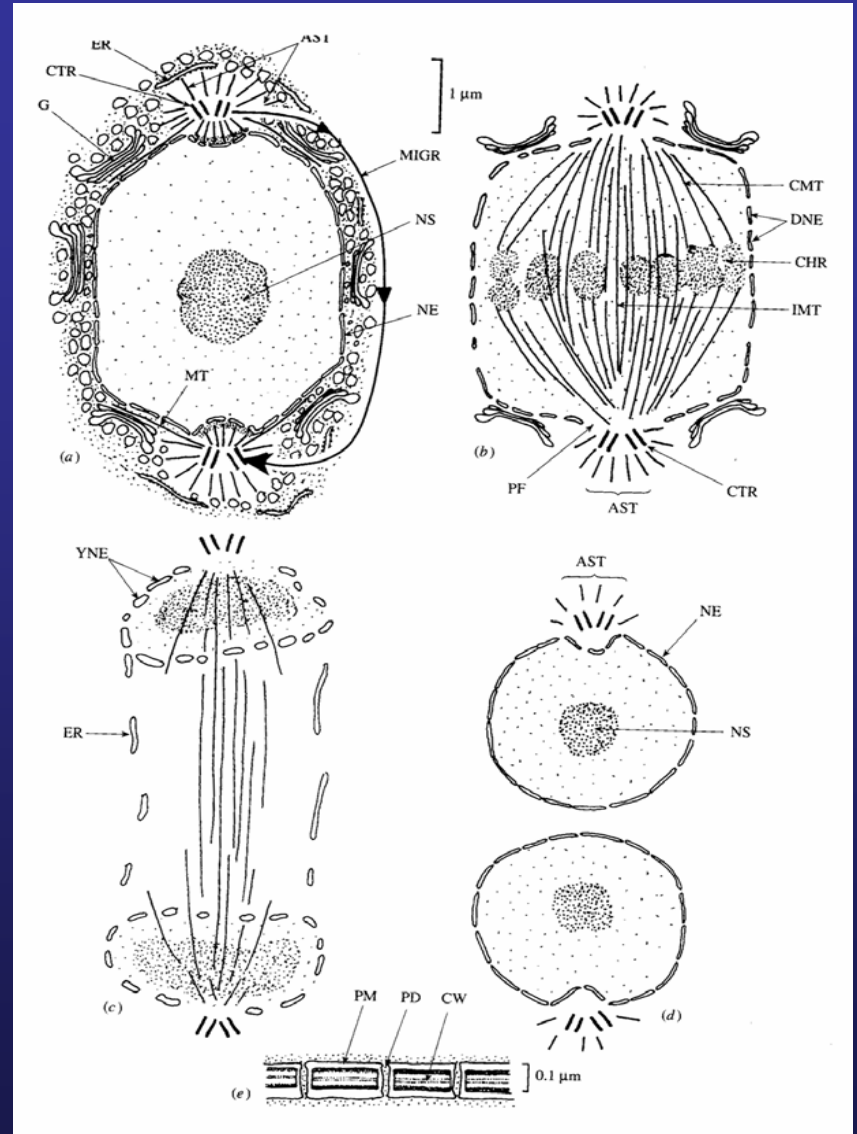 ER
AST
CTR
G
1 µm
MIGR
NS
NE
MT
(a)
CMT
DNE
CHR
IMT
(b)
PF
CTR
AST
YNE
ER
(c)
AST
NE
NS
(d)
PM PD CW
0.1 µm
(e)